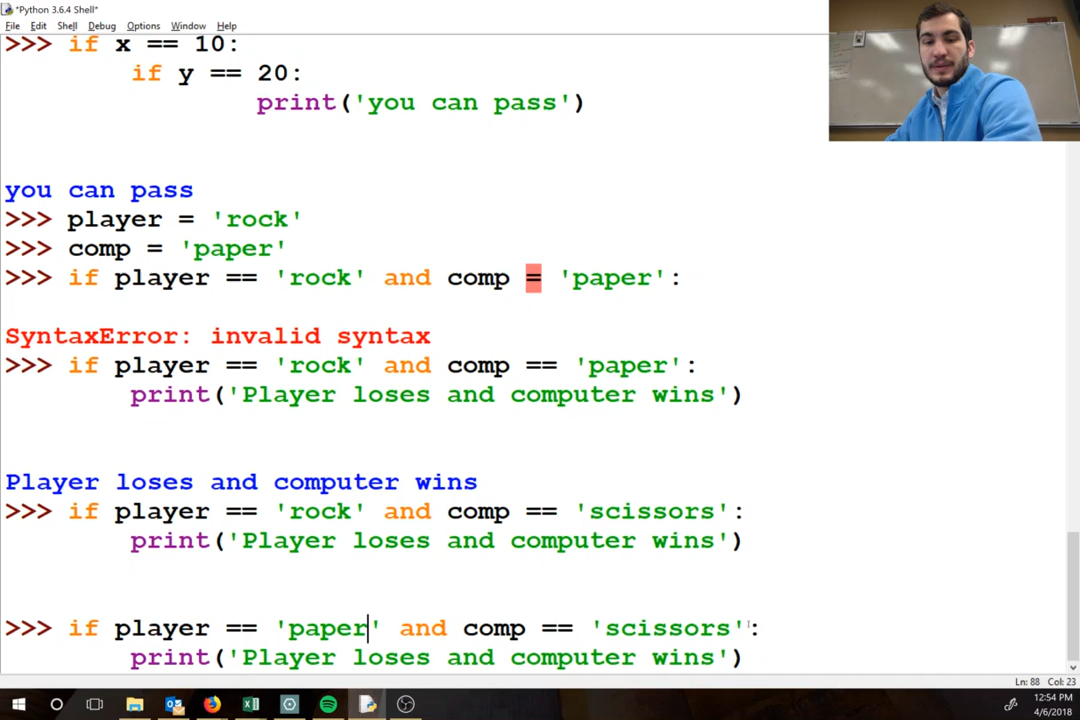 *Python 3.6.4 Shell*
File Edit Shell Debug Options Window Help
>>> if x == 10:
if y == 20:
print('you can pass')
you can pass
>>> player = 'rock'
>>> comp = 'paper'
>>> if player == 'rock' and comp = 'paper':
SyntaxError: invalid syntax
>>> if player == 'rock' and comp == 'paper':
print('Player loses and computer wins')
Player loses and computer wins
>>> if player == 'rock' and comp == 'scissors':
print('Player loses and computer wins')
>>> if player == 'paper' and comp == 'scissors':
print('Player loses and computer wins')
Ln: 88 Col: 23
12:54 PM
4/6/2018